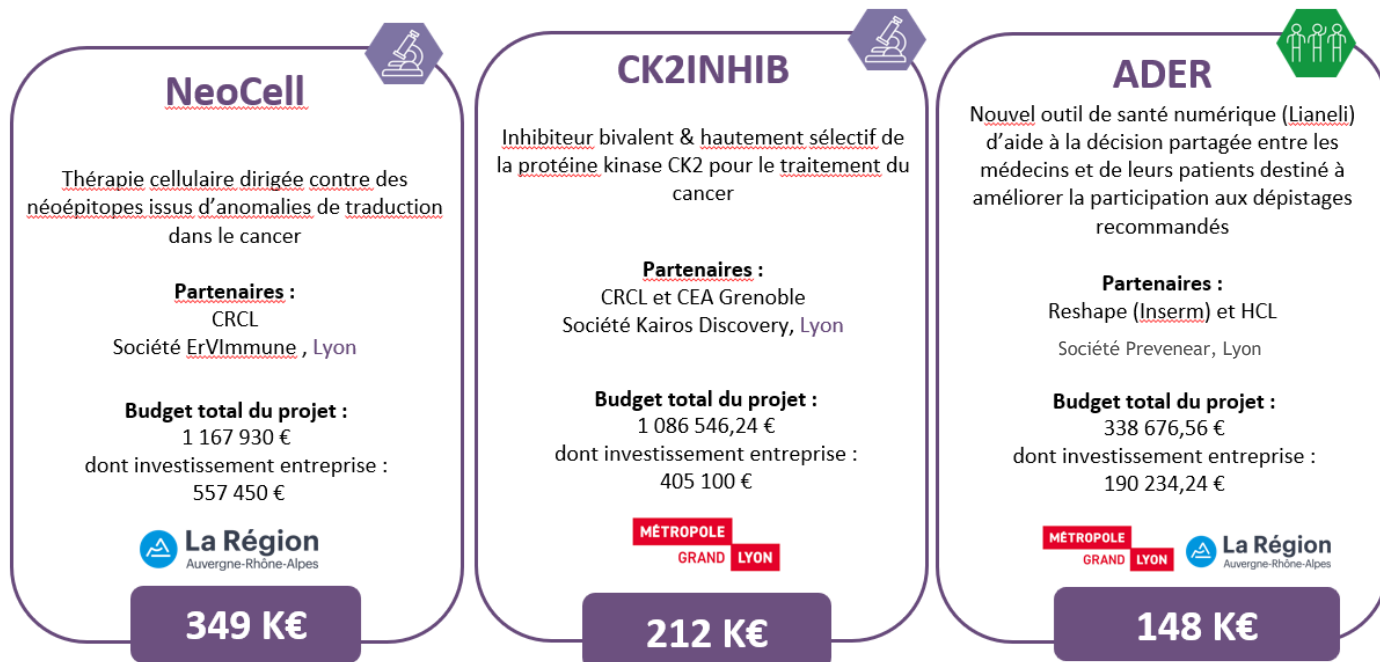 NeoCell
Thérapie cellulaire dirigée contre des
néoépitopes issus d’anomalies de traduction
dans le cancer
Partenaires :
CRCL
Société ErVImmune , Lyon
Budget total du projet :
1 167 930 €
dont investissement entreprise :
557 450 €
La Région
Auvergne-Rhône-Alpes
349 K€
CK2INHIB
Inhibiteur bivalent & hautement sélectif de
la protéine kinase CK2 pour le traitement du
cancer
Partenaires :
CRCL et CEA Grenoble
Société Kairos Discovery, Lyon
Budget total du projet :
1 086 546,24 €
dont investissement entreprise :
405 100 €
MÉTROPOLE
GRAND LYON
212 K€
ADER
Nouvel outil de santé numérique (Lianeli)
d’aide à la décision partagée entre les
médecins et de leurs patients destiné à
améliorer la participation aux dépistages
recommandés
Partenaires :
Reshape (Inserm) et HCL
Société Prevenear, Lyon
Budget total du projet :
338 676,56 €
dont investissement entreprise :
190 234,24 €
MÉTROPOLE
GRAND LYON
La Région
Auvergne-Rhône-Alpes
148 K€